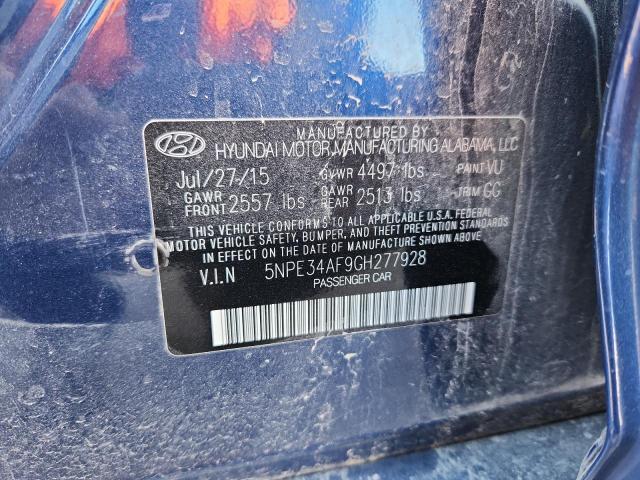 MANUFACTURED BY
HYUNDAI MOTOR MANUFACTURING ALABAMA, LLC
Jul/27/15 GVWR 4497 lbs PAINT VU
GAWR FRONT 2557 lbs GAWR REAR 2513 lbs TRIM GG
THIS VEHICLE CONFORMS TO ALL APPLICABLE U.S.A. FEDERAL
MOTOR VEHICLE SAFETY, BUMPER, AND THEFT PREVENTION STANDARDS
IN EFFECT ON THE DATE OF MANUFACTURE SHOWN ABOVE.
V.I.N 5NPE34AF9GH277928
PASSENGER CAR